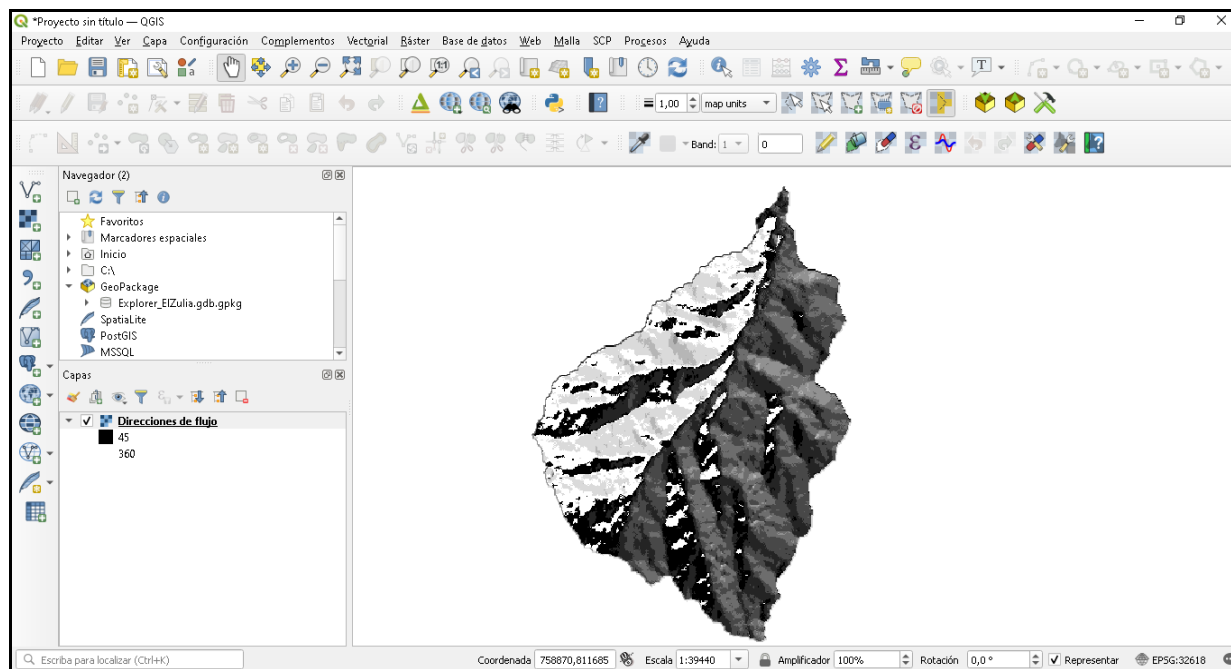 *Proyecto sin título — QGIS
Proyecto Editar Ver Capa Configuración Complementos Vectorial Ráster Base de datos Web Malla SCP Procesos Ayuda
1:1 T
1,00 map units
Band: 1 0
Navegador (2)
Favoritos
Marcadores espaciales
Inicio
C:\
GeoPackage
Explorer_ElZulia.gdb.gpkg
SpatiaLite
PostGIS
MSSQL
Capas
Direcciones de flujo
45
360
Escriba para localizar (Ctrl+K) Coordenada 758870,811685 Escala 1:39440 Amplificador 100% Rotación 0,0 ° Representar EPSG:32618